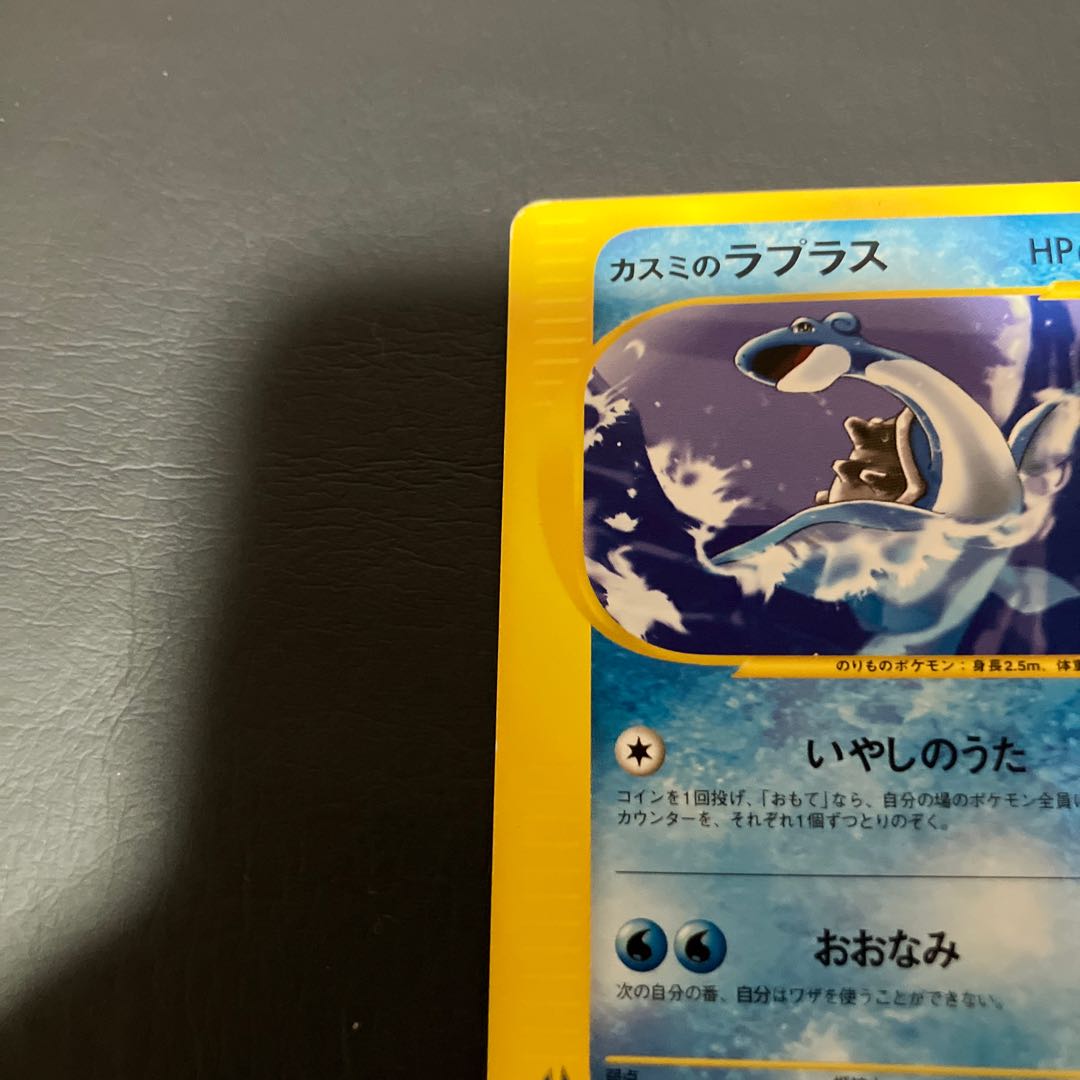 カスミのラプラス HP
のりものポケモン：身長2.5m、体重
いやしのうた
コインを1回投げ、「おもて」なら、自分の場のポケモン全員
カウンターを、それぞれ1個ずつとりのぞく。
おおなみ
次の自分の番、自分はワザを使うことができない。
弱点